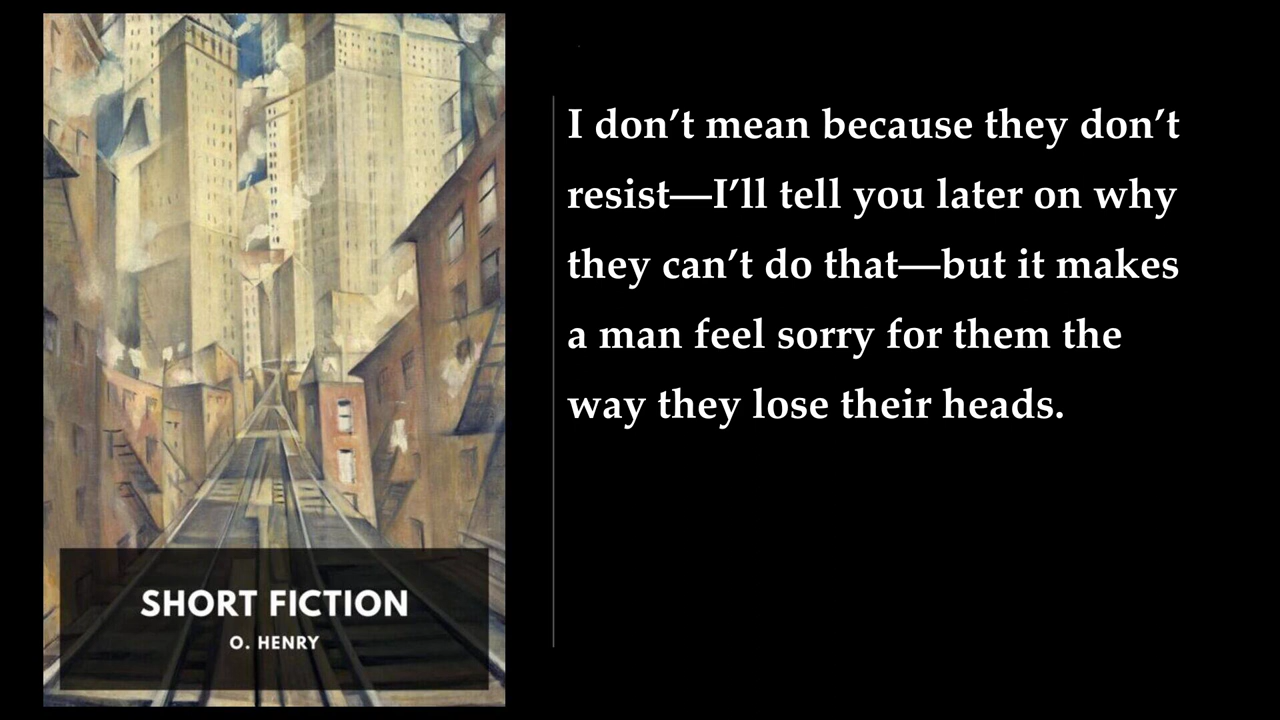 I don’t mean because they don’t
resist—I’ll tell you later on why
they can’t do that—but it makes
a man feel sorry for them the
way they lose their heads.
SHORT FICTION
O. HENRY